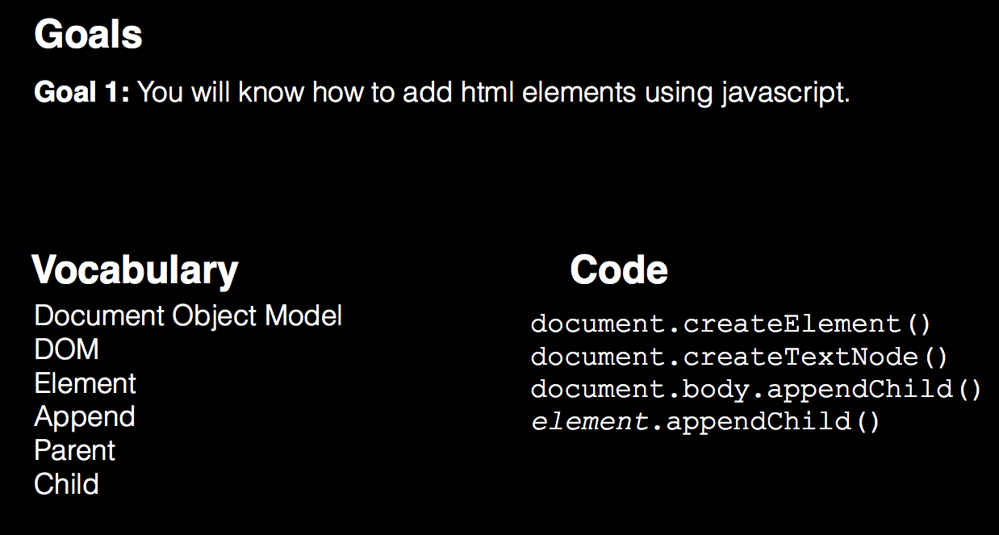 Goals
Goal 1: You will know how to add html elements using javascript.
Vocabulary
Document Object Model
DOM
Element
Append
Parent
Child
Code
document.createElement()
document.createTextNode()
document.body.appendChild()
element.appendChild()